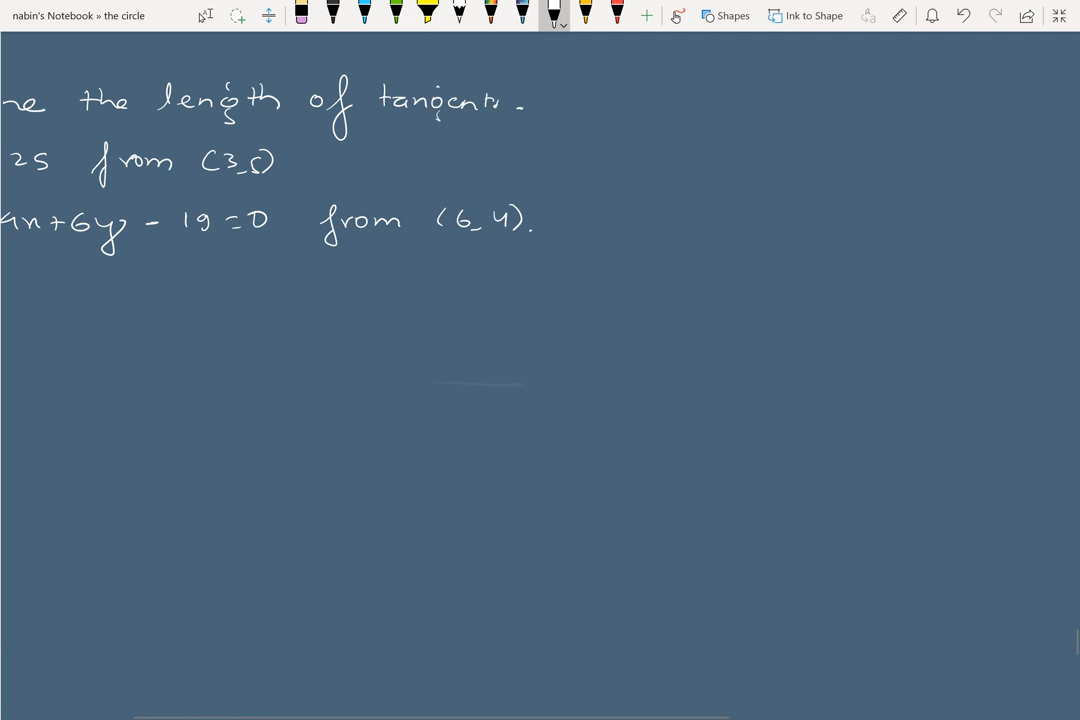 nabin's Notebook » the circle
Shapes
Ink to Shape
ne the length of tangents.
25 from (3,5)
4x+6y - 19 = 0 from (6,4).